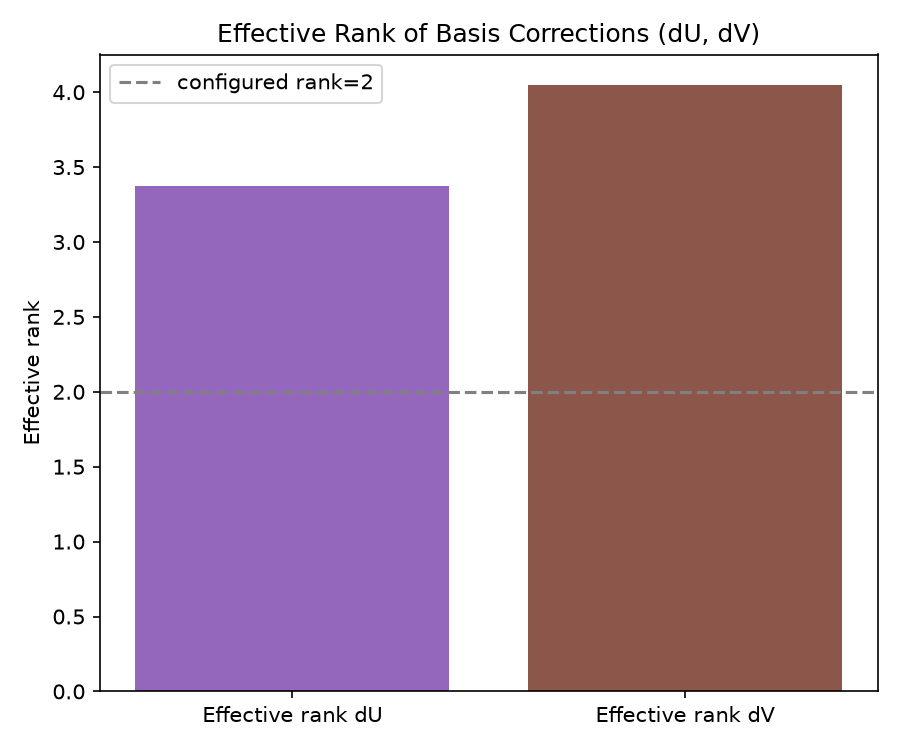 Effective Rank of Basis Corrections (dU, dV)
configured rank=2
Effective rank
4.0
3.5
3.0
2.5
2.0
1.5
1.0
0.5
0.0
Effective rank dU
Effective rank dV